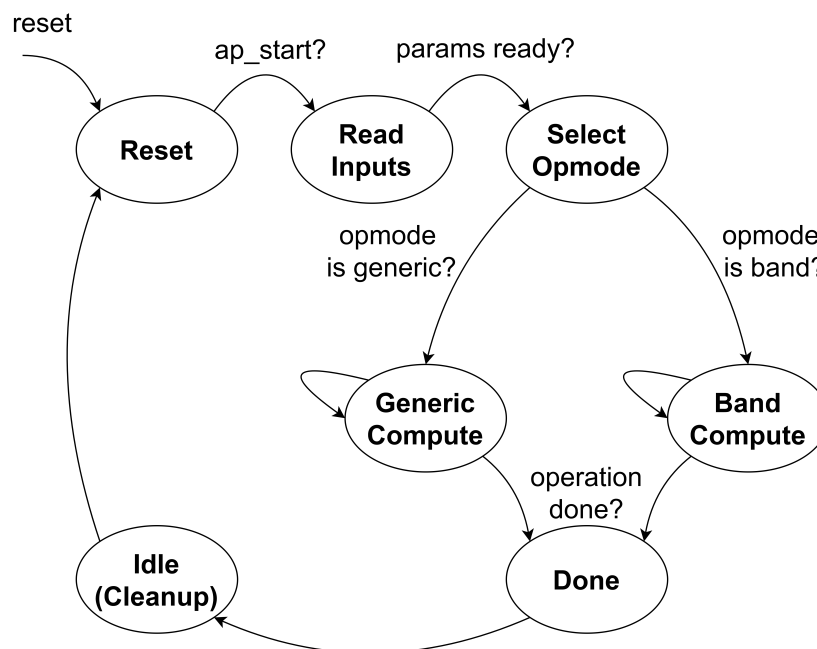 reset
ap_start?
params ready?
Reset
Read
Inputs
Select
Opmode
opmode
is generic?
opmode
is band?
Generic
Compute
Band
Compute
operation
done?
Idle
(Cleanup)
Done